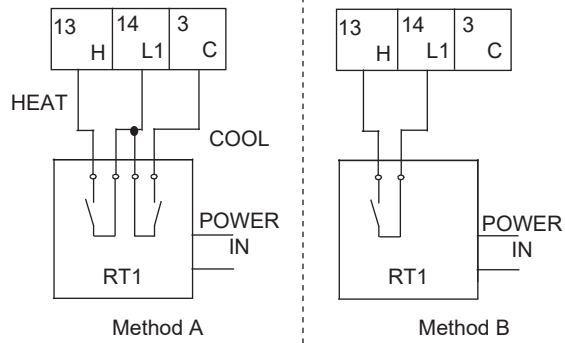 13 14 3
H L1 C
HEAT
COOL
POWER
IN
RT1
Method A
13 14 3
H L1 C
POWER
IN
RT1
Method B